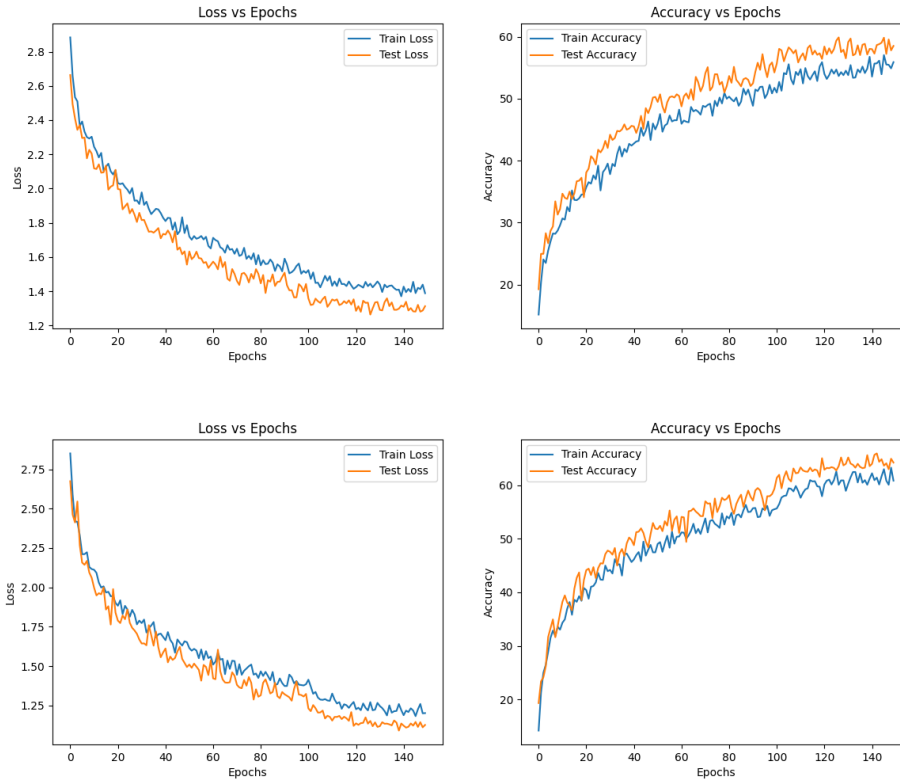 Loss vs Epochs
Train Loss
Test Loss
2.8
2.6
2.4
2.2
2.0
1.8
1.6
1.4
1.2
Loss
0 20 40 60 80 100 120 140
Epochs
Accuracy vs Epochs
Train Accuracy
Test Accuracy
60
50
40
30
20
Accuracy
0 20 40 60 80 100 120 140
Epochs
Loss vs Epochs
Train Loss
Test Loss
2.75
2.50
2.25
2.00
1.75
1.50
1.25
Loss
0 20 40 60 80 100 120 140
Epochs
Accuracy vs Epochs
Train Accuracy
Test Accuracy
60
50
40
30
20
Accuracy
0 20 40 60 80 100 120 140
Epochs